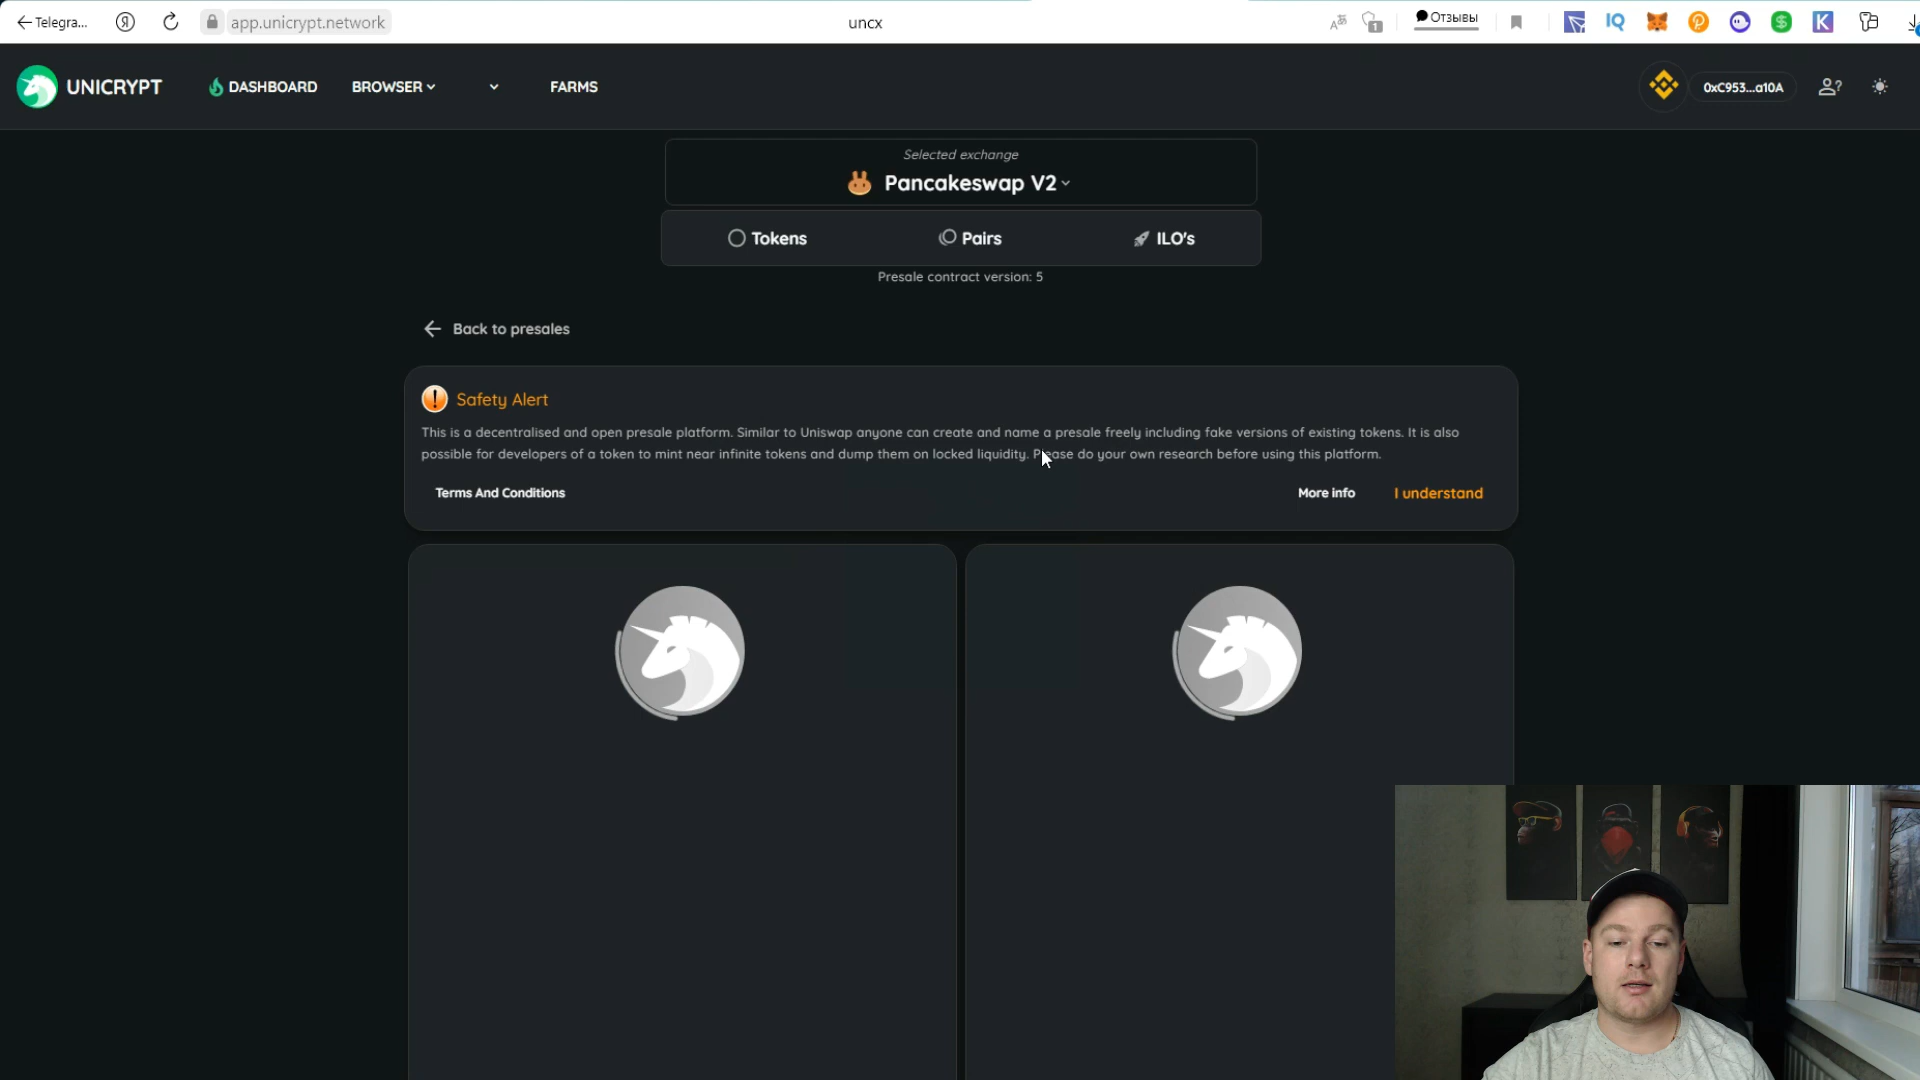 Telegra...
Я
app.unicrypt.network
uncx
1
Отзывы
IQ
K
UNICRYPT
DASHBOARD
BROWSER
FARMS
0xC953...a10A
Selected exchange
Pancakeswap V2
Tokens
Pairs
ILO's
Presale contract version: 5
Back to presales
Safety Alert
This is a decentralised and open presale platform. Similar to Uniswap anyone can create and name a presale freely including fake versions of existing tokens. It is also
possible for developers of a token to mint near infinite tokens and dump them on locked liquidity. Please do your own research before using this platform.
Terms And Conditions
More info
I understand